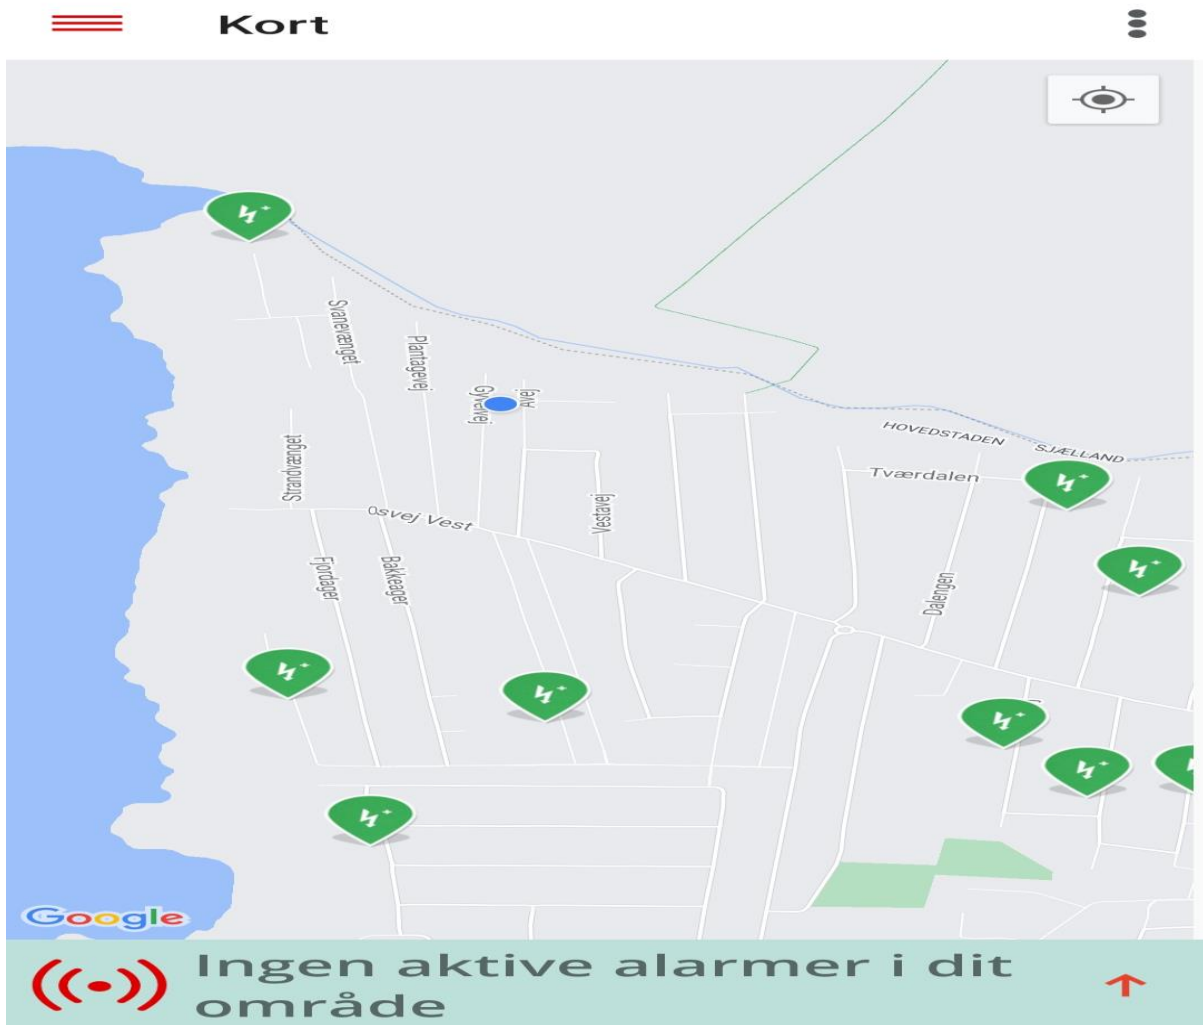 Kort
Svanevænget
Plantagevej
Gyvelvej
Avej
HOVEDSTADEN
SJÆLLAND
Tværdalen
Strandvænget
svej Vest
Vestavej
Fjordager
Bakkeager
Dalengen
Google
Ingen aktive alarmer i dit
område